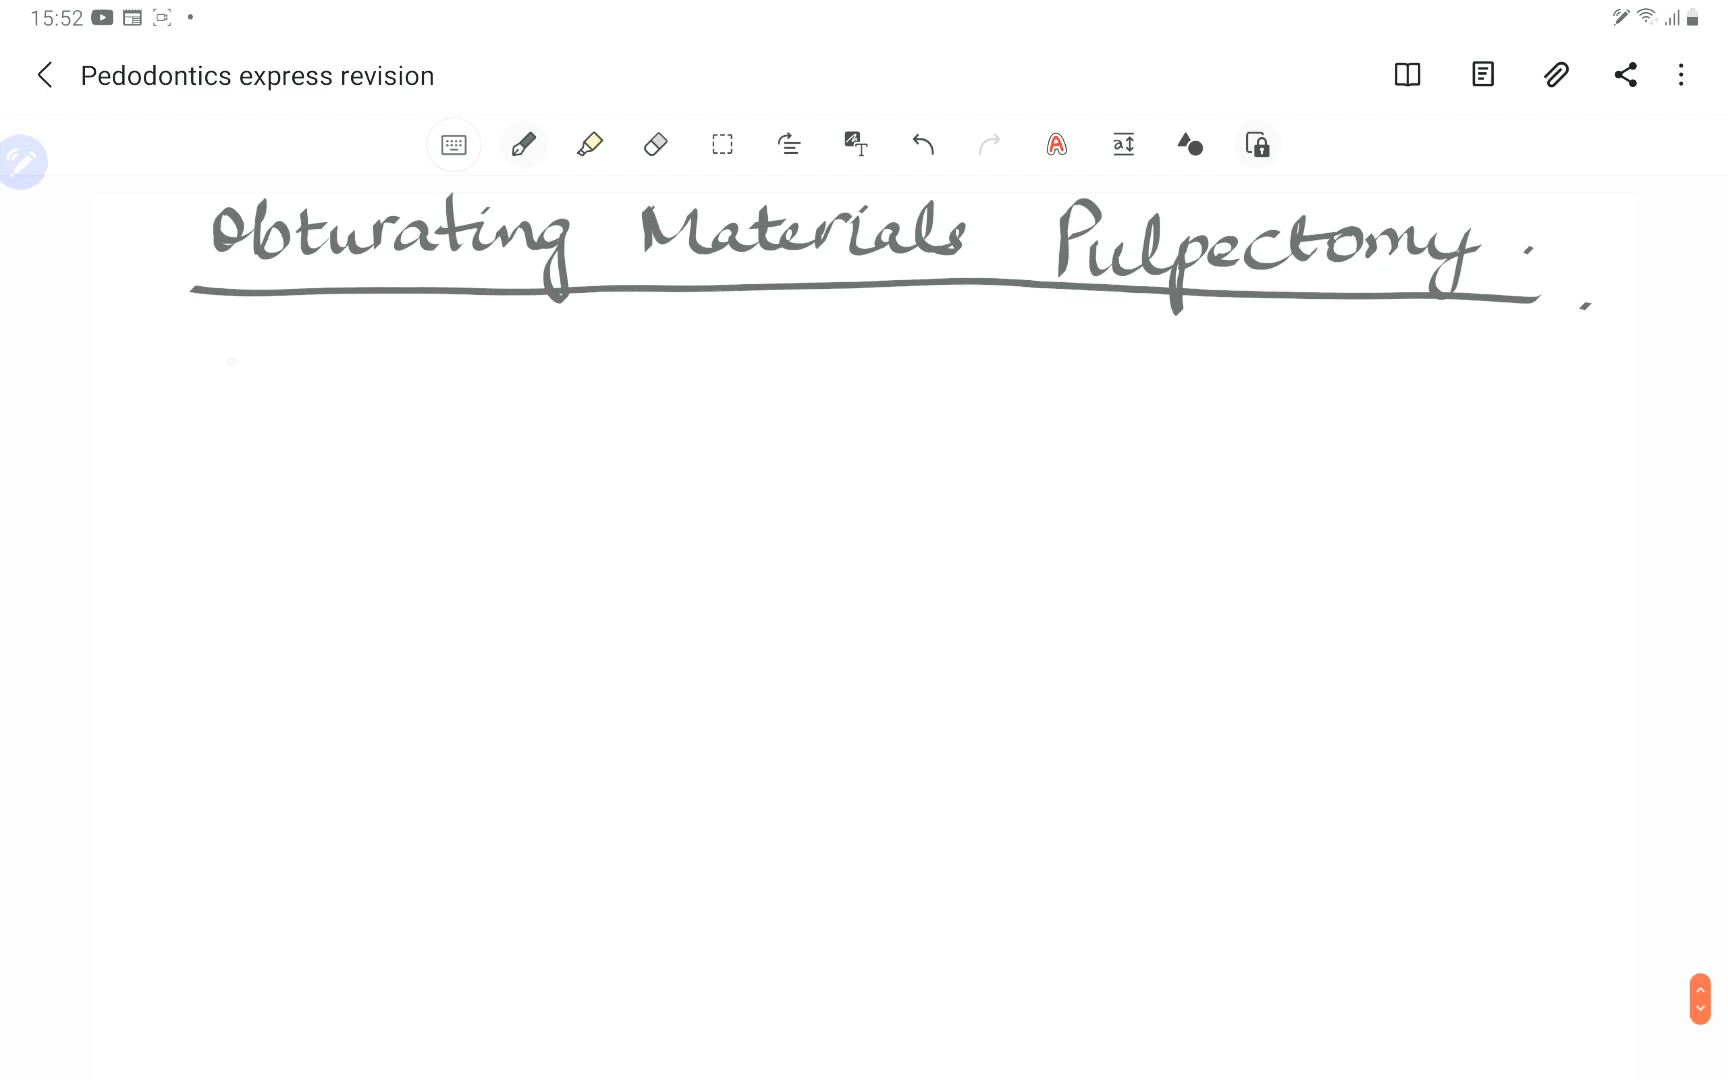 15:52
Pedodontics express revision
Obturating Materials Pulpectomy.